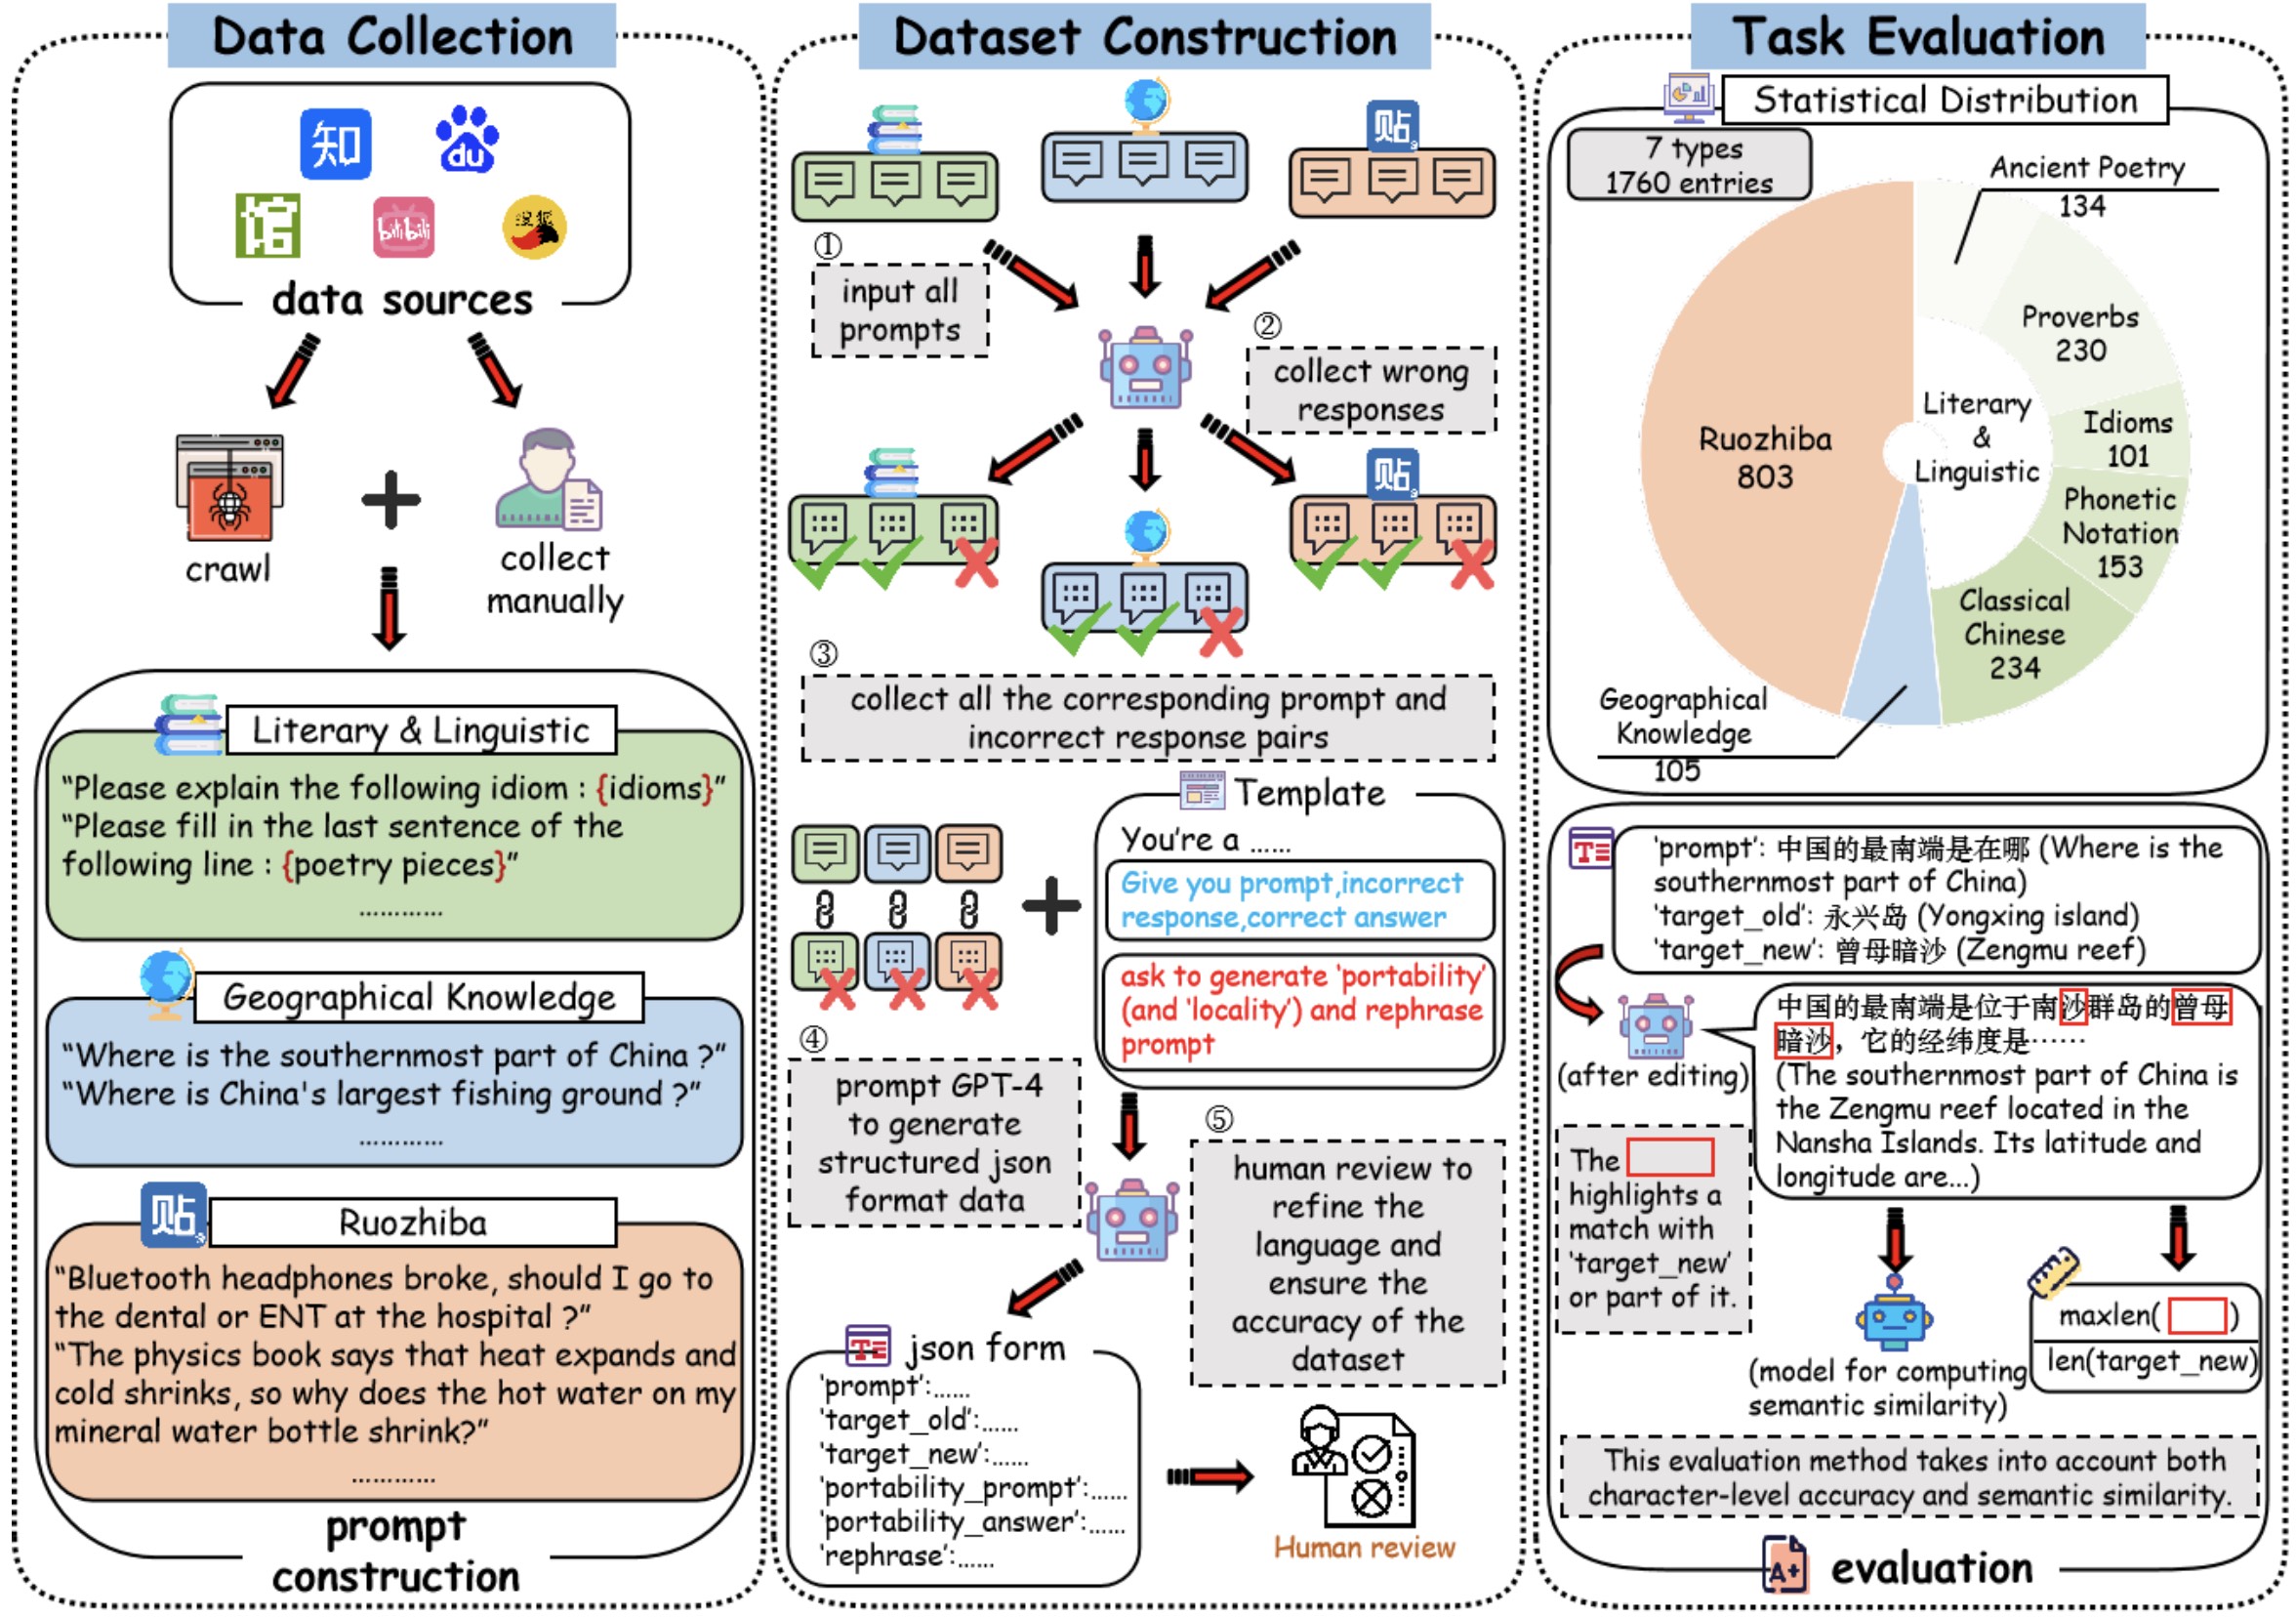 Data Collection
知
du
馆
bilibili
搜狐
data sources
crawl
collect
manually
Literary & Linguistic
“Please explain the following idiom : {idioms}”
“Please fill in the last sentence of the
following line : {poetry pieces}”
…………
Geographical Knowledge
“Where is the southernmost part of China ?”
“Where is China's largest fishing ground ?”
…………
贴
Ruozhiba
“Bluetooth headphones broke, should I go to
the dental or ENT at the hospital ?”
“The physics book says that heat expands and
cold shrinks, so why does the hot water on my
mineral water bottle shrink?”
…………
prompt
construction
Dataset Construction
贴
①
input all
prompts
②
collect wrong
responses
贴
③
collect all the corresponding prompt and
incorrect response pairs
Template
You’re a ……
Give you prompt,incorrect
response,correct answer
ask to generate ‘portability’
(and ‘locality’) and rephrase
prompt
④
prompt GPT-4
to generate
structured json
format data
⑤
human review to
refine the
language and
ensure the
accuracy of the
dataset
json form
‘prompt’:……
‘target_old’:……
‘target_new’:……
‘portability_prompt’:……
‘portability_answer’:……
‘rephrase’:……
Human review
Task Evaluation
Statistical Distribution
7 types
1760 entries
Ancient Poetry
134
Proverbs
230
Idioms
101
Phonetic
Notation
153
Classical
Chinese
234
Literary
&
Linguistic
Ruozhiba
803
Geographical
Knowledge
105
‘prompt’: 中国的最南端是在哪 (Where is the
southernmost part of China)
‘target_old’: 永兴岛 (Yongxing island)
‘target_new’: 曾母暗沙 (Zengmu reef)
(after editing)
中国的最南端是位于南沙群岛的曾母
暗沙，它的经纬度是……
(The southernmost part of China is
the Zengmu reef located in the
Nansha Islands. Its latitude and
longitude are…)
The
highlights a
match with
‘target_new’
or part of it.
(model for computing
semantic similarity)
maxlen( )
len(target_new)
This evaluation method takes into account both
character-level accuracy and semantic similarity.
A+
evaluation